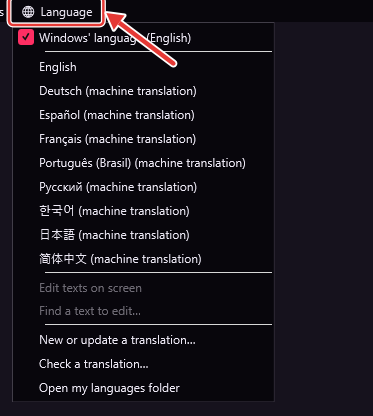 s
Language
Windows' language (English)
English
Deutsch (machine translation)
Español (machine translation)
Français (machine translation)
Português (Brasil) (machine translation)
Русский (machine translation)
한국어 (machine translation)
日本語 (machine translation)
简体中文 (machine translation)
Edit texts on screen
Find a text to edit...
New or update a translation...
Check a translation...
Open my languages folder